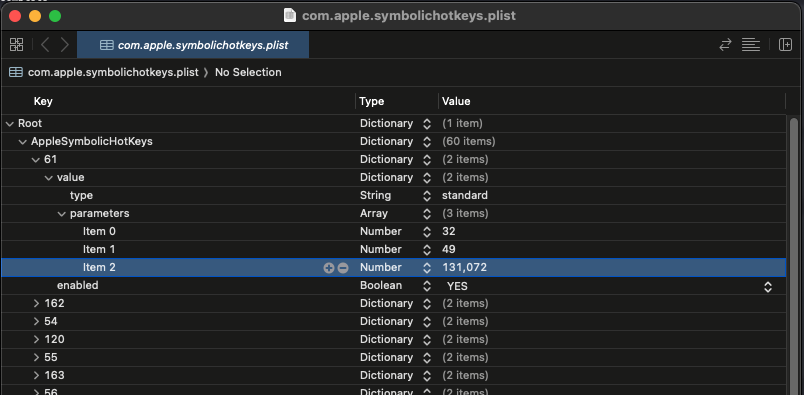 com.apple.symbolichotkeys.plist
com.apple.symbolichotkeys.plist
com.apple.symbolichotkeys.plist 〉 No Selection
Key Type Value
Root Dictionary (1 item)
AppleSymbolicHotKeys Dictionary (60 items)
61 Dictionary (2 items)
value Dictionary (2 items)
type String standard
parameters Array (3 items)
Item 0 Number 32
Item 1 Number 49
Item 2 Number 131,072
enabled Boolean YES
162 Dictionary (2 items)
54 Dictionary (2 items)
120 Dictionary (2 items)
55 Dictionary (2 items)
163 Dictionary (2 items)
56 Dictionary (2 items)